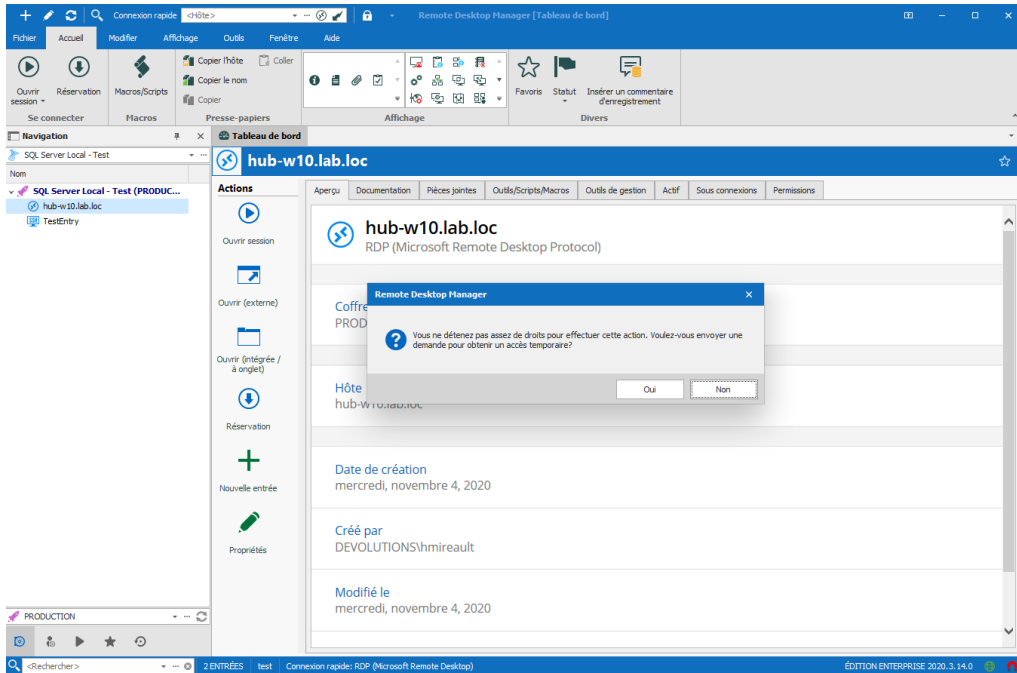 Connexion rapide <Hôte>
Remote Desktop Manager [Tableau de bord]
Fichier Accueil Modifier Affichage Outils Fenêtre Aide
Ouvrir session
Réservation
Macros/Scripts
Copier l'hôte
Copier le nom
Copier
Coller
Favoris
Statut
Insérer un commentaire
d'enregistrement
Se connecter Macros Presse-papiers Affichage Divers
Navigation
Tableau de bord
SQL Server Local - Test
Nom
SQL Server Local - Test (PRODUC...
hub-w10.lab.loc
TestEntry
hub-w10.lab.loc
Actions
Ouvrir session
Ouvrir (externe)
Ouvrir (intégrée /
à onglet)
Réservation
Nouvelle entrée
Propriétés
Aperçu Documentation Pièces jointes Outils/Scripts/Macros Outils de gestion Actif Sous connexions Permissions
hub-w10.lab.loc
RDP (Microsoft Remote Desktop Protocol)
Coffre
PROD
Remote Desktop Manager
Vous ne détenez pas assez de droits pour effectuer cette action. Voulez-vous envoyer une
demande pour obtenir un accès temporaire?
Oui Non
Hôte
hub-w10.lab.loc
Date de création
mercredi, novembre 4, 2020
Créé par
DEVOLUTIONS\hmireault
Modifié le
mercredi, novembre 4, 2020
PRODUCTION
<Rechercher>
2 ENTRÉES test Connexion rapide: RDP (Microsoft Remote Desktop)
ÉDITION ENTERPRISE 2020.3.14.0